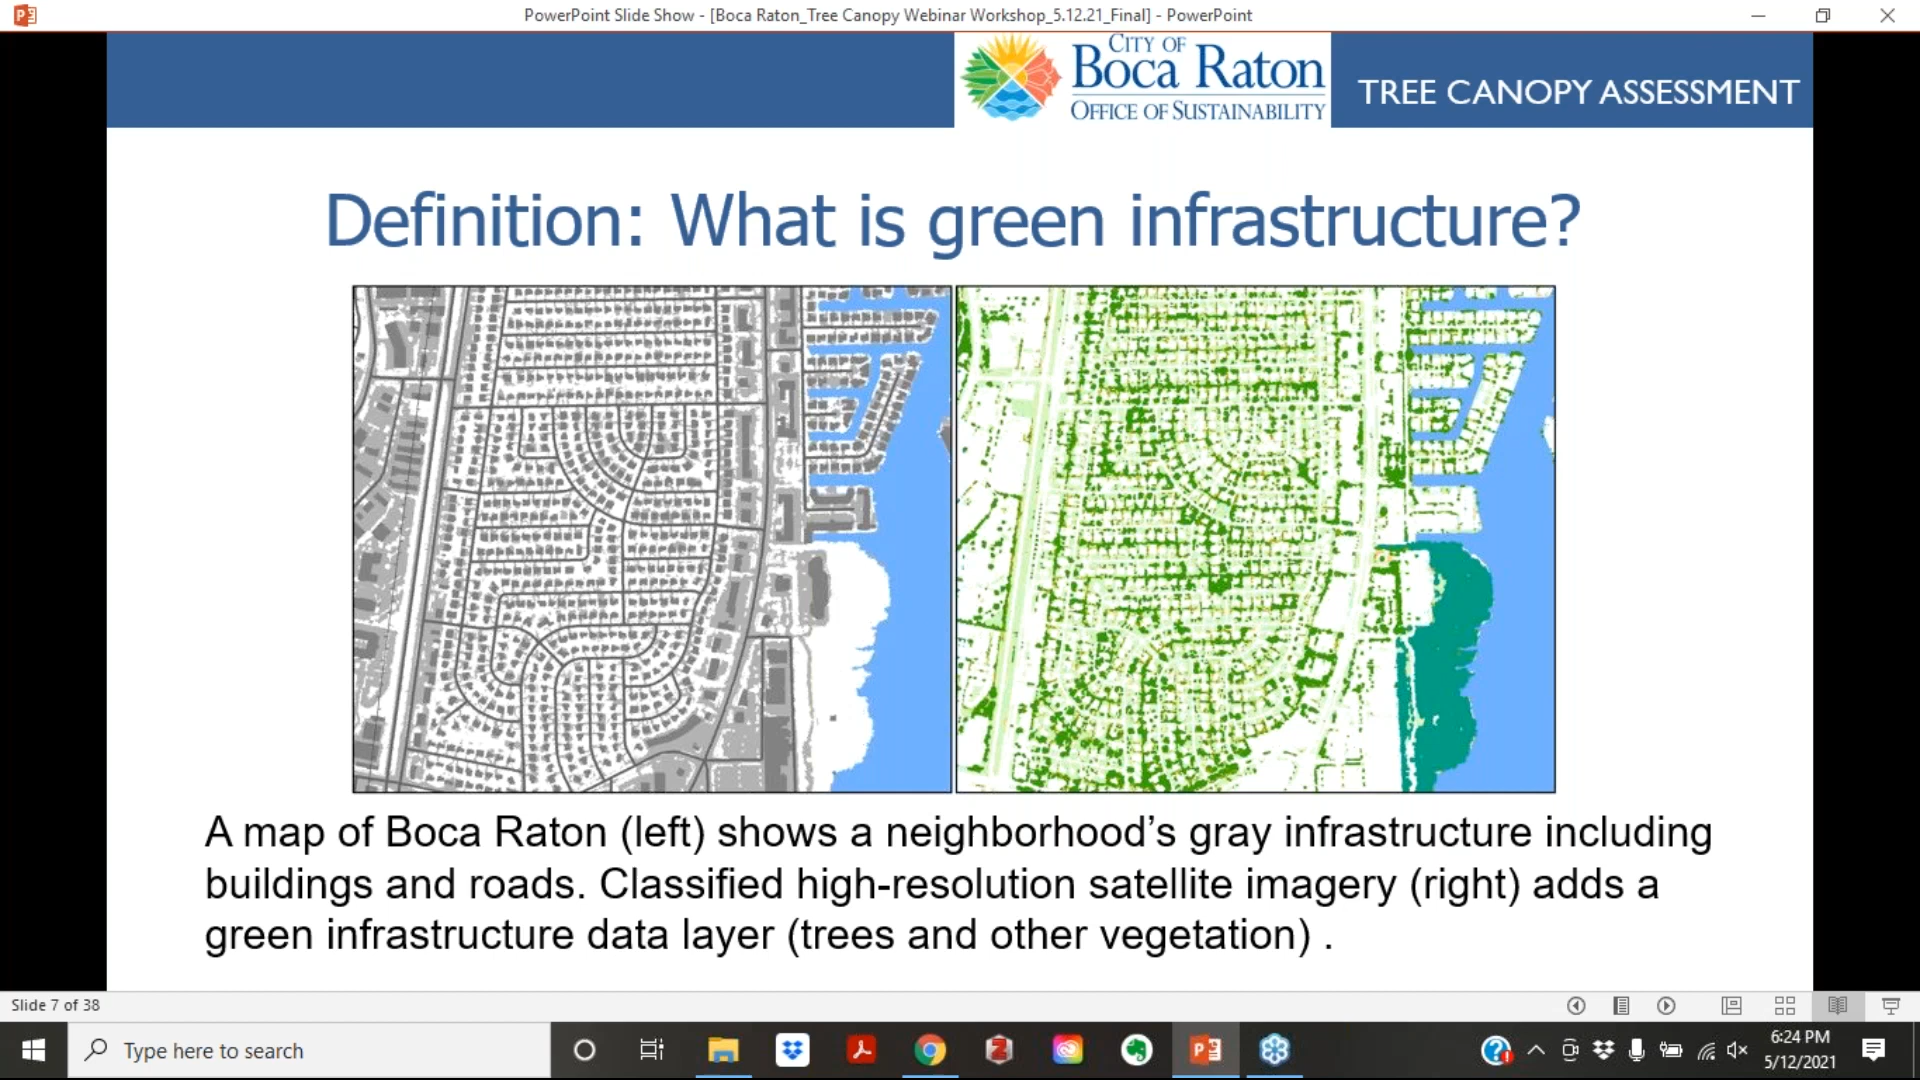 PowerPoint Slide Show - [Boca Raton_Tree Canopy Webinar Workshop_5.12.21_Final] - PowerPoint
CITY OF
Boca Raton
OFFICE OF SUSTAINABILITY
TREE CANOPY ASSESSMENT
Definition: What is green infrastructure?
A map of Boca Raton (left) shows a neighborhood’s gray infrastructure including
buildings and roads. Classified high-resolution satellite imagery (right) adds a
green infrastructure data layer (trees and other vegetation) .
Slide 7 of 38
Type here to search
6:24 PM
5/12/2021